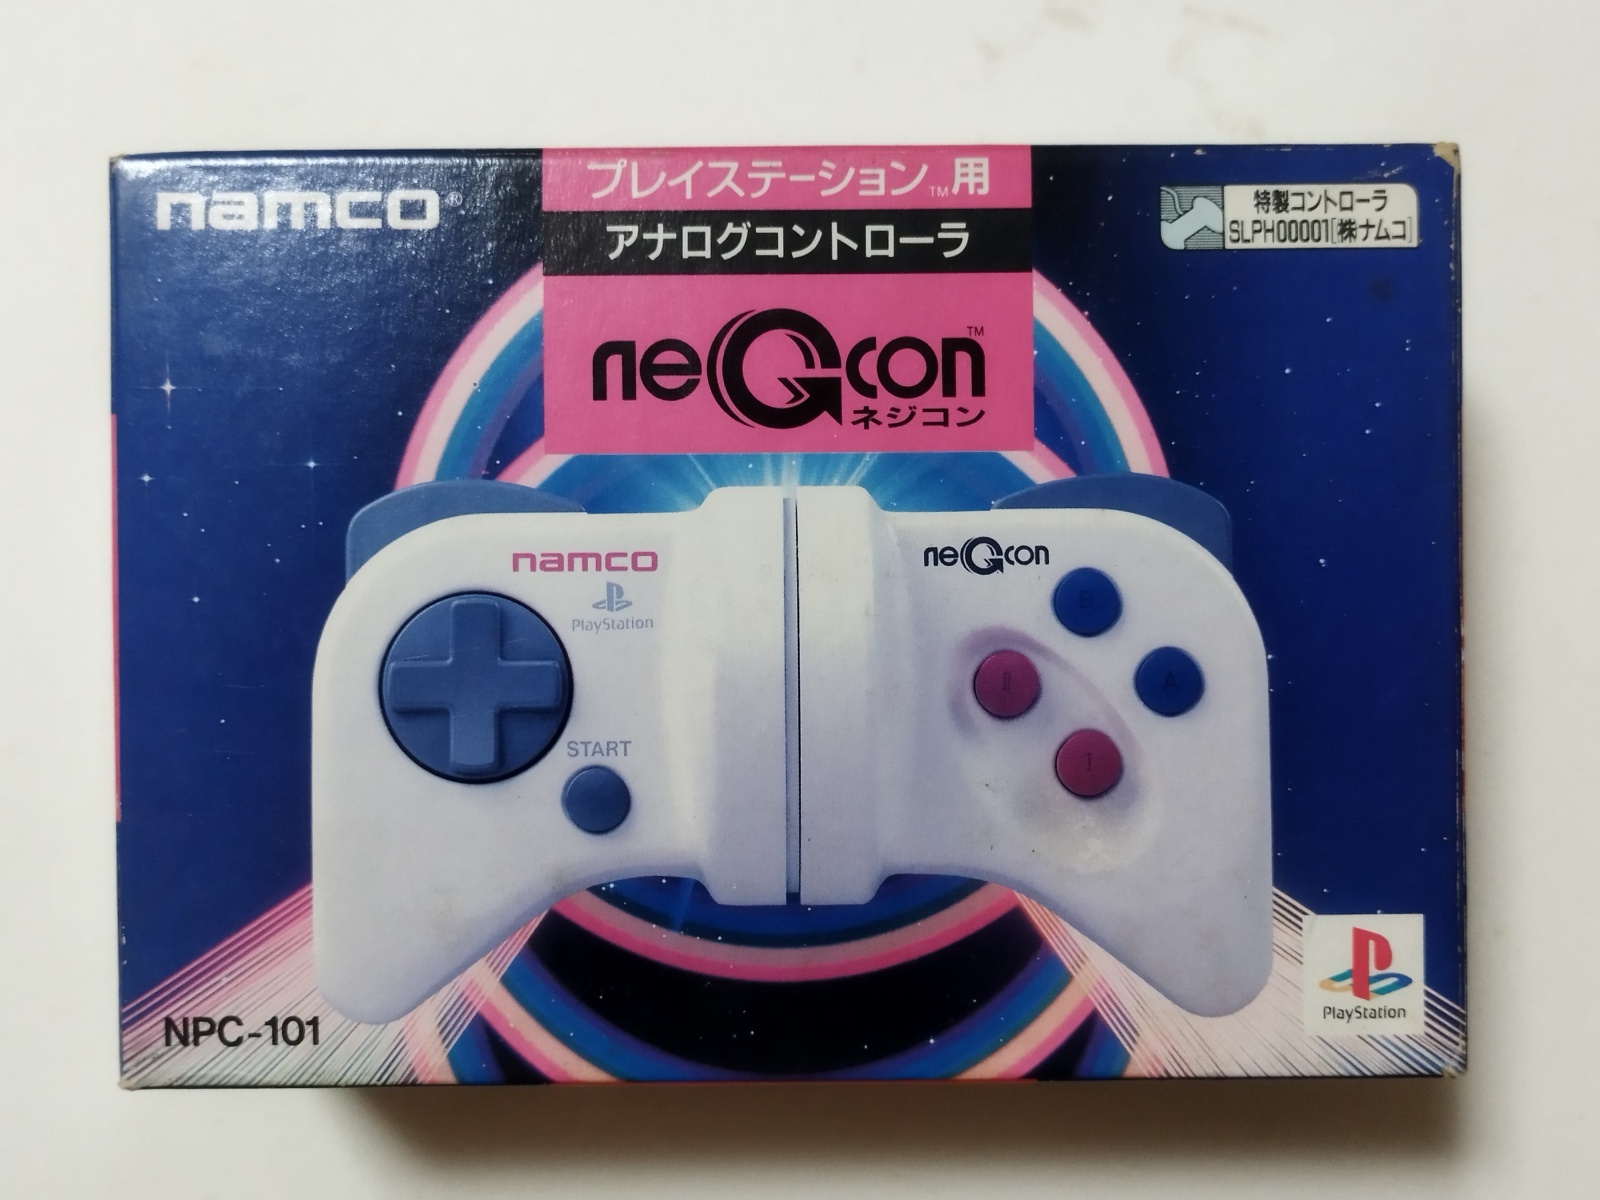 namco®
プレイステーション™用
アナログコントローラ
neGcon™
ネジコン
特製コントローラ
SLPH00001[㈱ナムコ]
namco
PlayStation
START
neGcon
B
A
II
I
NPC-101
PlayStation